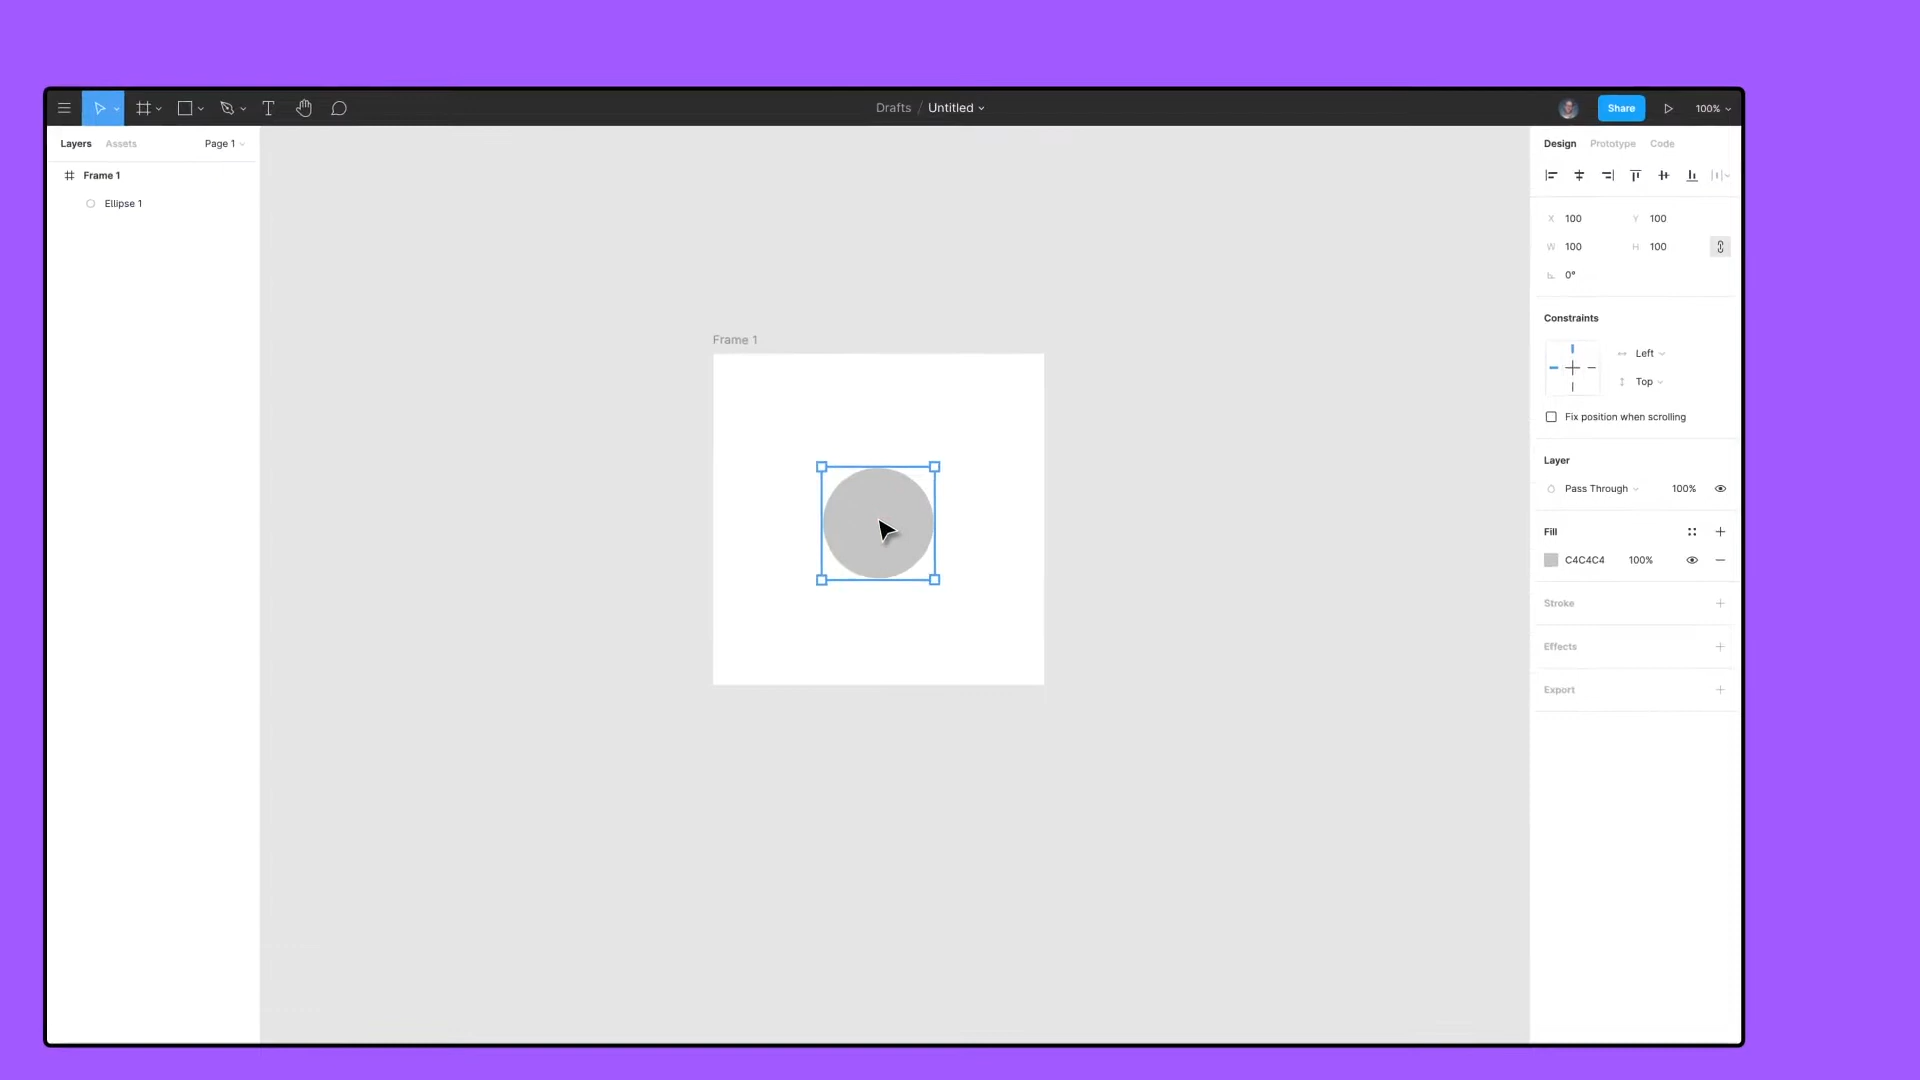 Drafts / Untitled
Share
100%
Layers Assets Page 1
Frame 1
Ellipse 1
Frame 1
Design Prototype Code
X 100 Y 100
W 100 H 100
0°
Constraints
Left
Top
Fix position when scrolling
Layer
Pass Through 100%
Fill
C4C4C4 100%
Stroke
Effects
Export